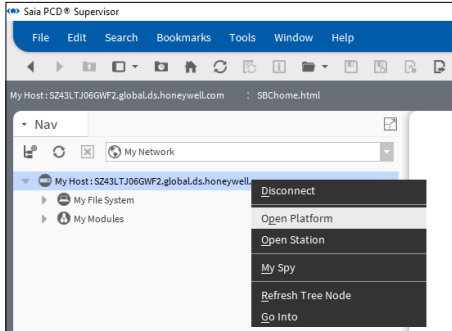 Saia PCD® Supervisor
File Edit Search Bookmarks Tools Window Help
My Host : SZ43LTJ06GWF2.global.ds.honeywell.com : SBChome.html
Nav
My Network
My Host : SZ43LTJ06GWF2.global.ds.honeywell.
My File System
My Modules
Disconnect
Open Platform
Open Station
My Spy
Refresh Tree Node
Go Into